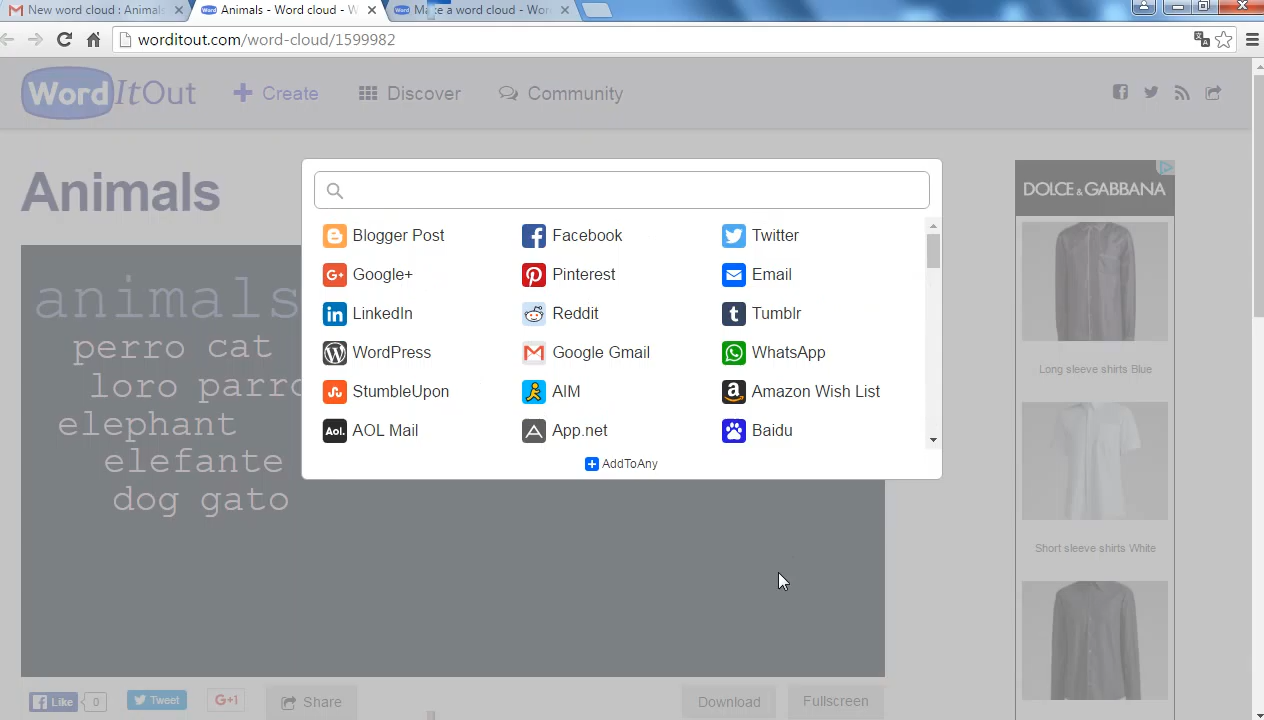 New word cloud : Animals
Animals - Word cloud - W
Make a word cloud - Wor
worditout.com/word-cloud/1599982
WordItOut
Create
Discover
Community
Animals
DOLCE & GABBANA
animals
perro cat
loro parro
elephant
elefante
dog gato
Blogger Post Facebook Twitter
Google+ Pinterest Email
LinkedIn Reddit Tumblr
WordPress Google Gmail WhatsApp
StumbleUpon AIM Amazon Wish List
Aol. AOL Mail App.net Baidu
AddToAny
Long sleeve shirts Blue
Short sleeve shirts White
Like 0 Tweet G+1 Share Download Fullscreen